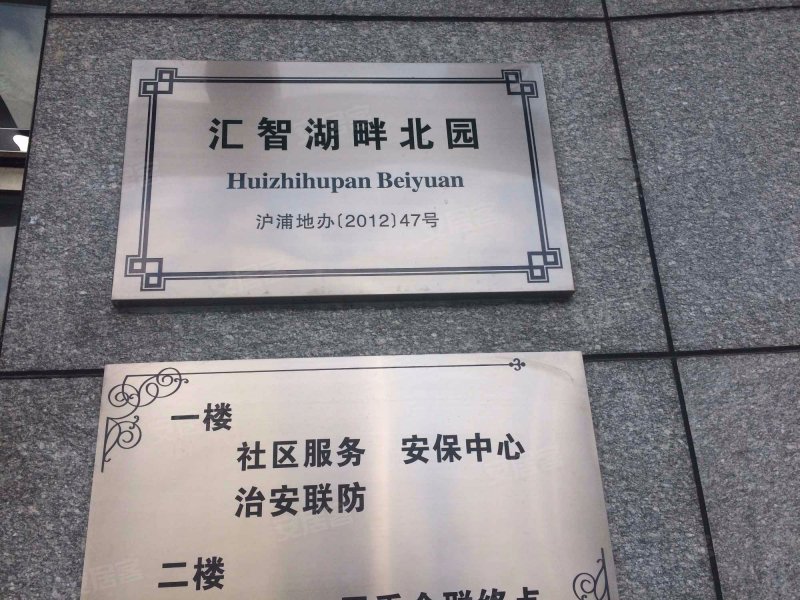 汇智湖畔北园
Huizhihupan Beiyuan
沪浦地办〔2012〕47号
一楼
社区服务 安保中心
治安联防
二楼